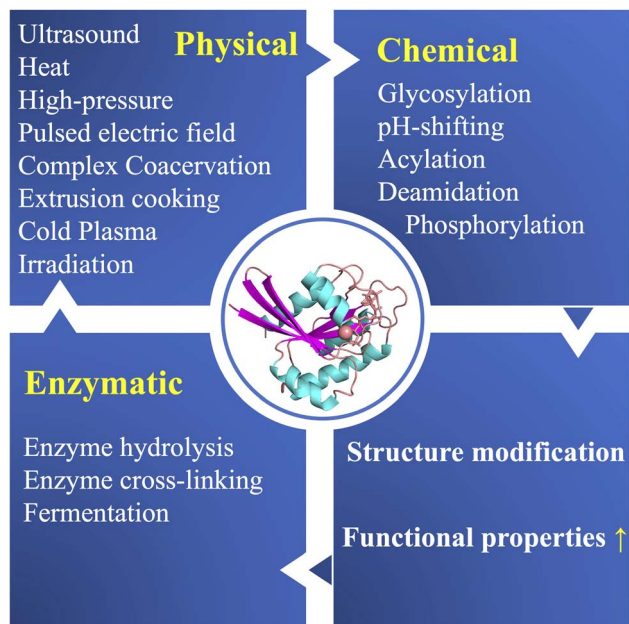 Physical
Ultrasound
Heat
High-pressure
Pulsed electric field
Complex Coacervation
Extrusion cooking
Cold Plasma
Irradiation
Chemical
Glycosylation
pH-shifting
Acylation
Deamidation
Phosphorylation
Enzymatic
Enzyme hydrolysis
Enzyme cross-linking
Fermentation
Structure modification
Functional properties ↑